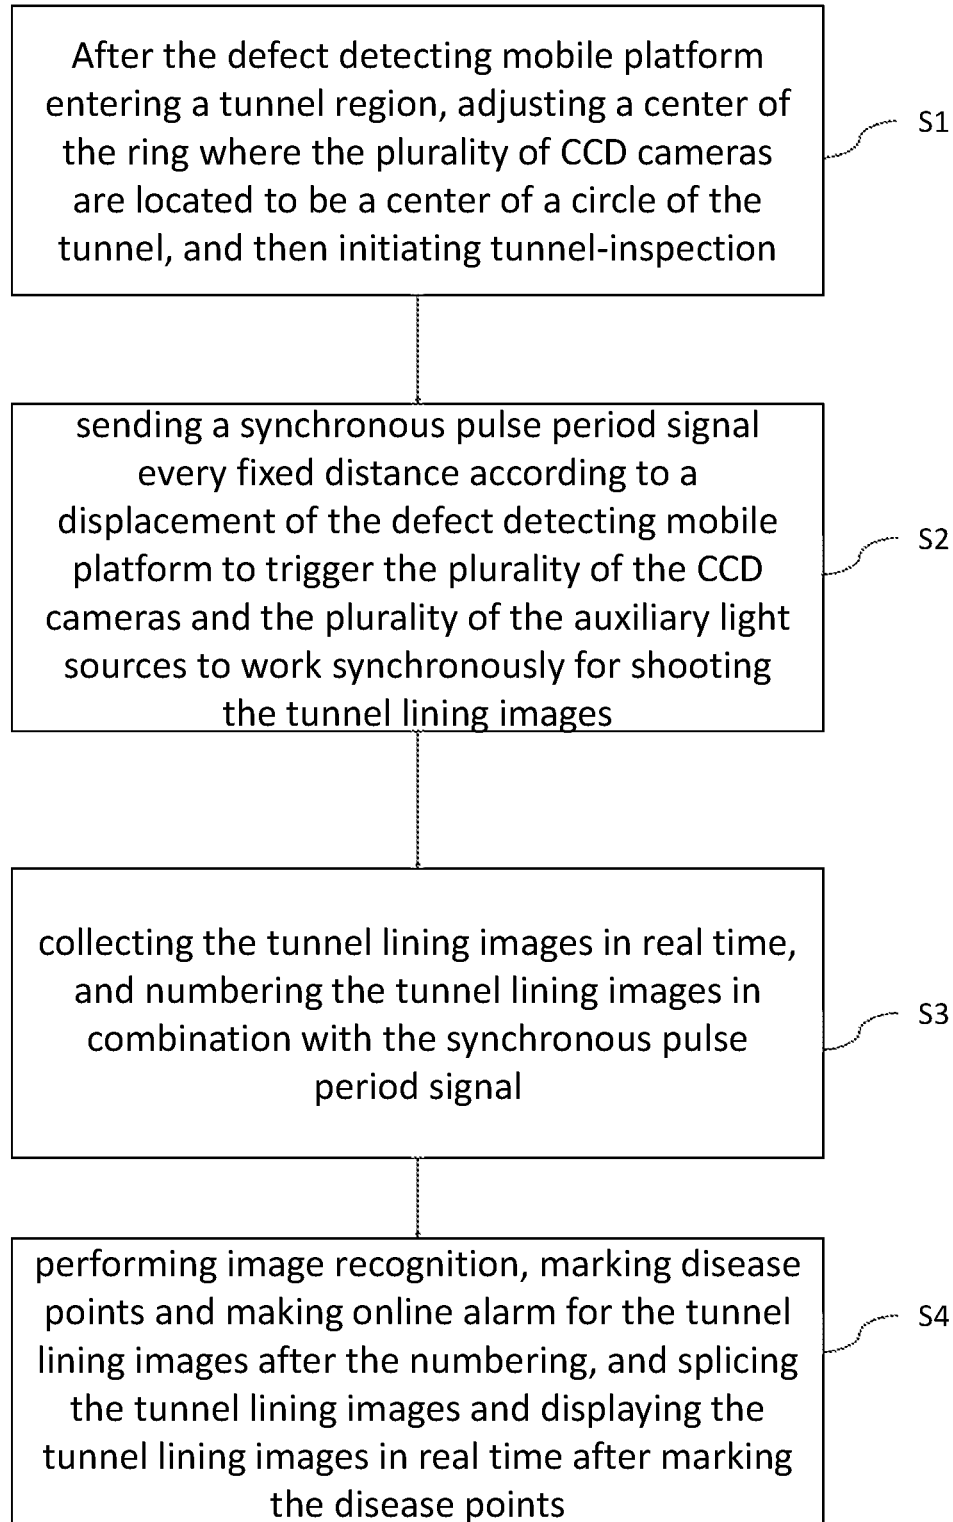 After the defect detecting mobile platform
entering a tunnel region, adjusting a center of
the ring where the plurality of CCD cameras
are located to be a center of a circle of the
tunnel, and then initiating tunnel-inspection
S1
sending a synchronous pulse period signal
every fixed distance according to a
displacement of the defect detecting mobile
platform to trigger the plurality of the CCD
cameras and the plurality of the auxiliary light
sources to work synchronously for shooting
the tunnel lining images
S2
collecting the tunnel lining images in real time,
and numbering the tunnel lining images in
combination with the synchronous pulse
period signal
S3
performing image recognition, marking disease
points and making online alarm for the tunnel
lining images after the numbering, and splicing
the tunnel lining images and displaying the
tunnel lining images in real time after marking
the disease points
S4